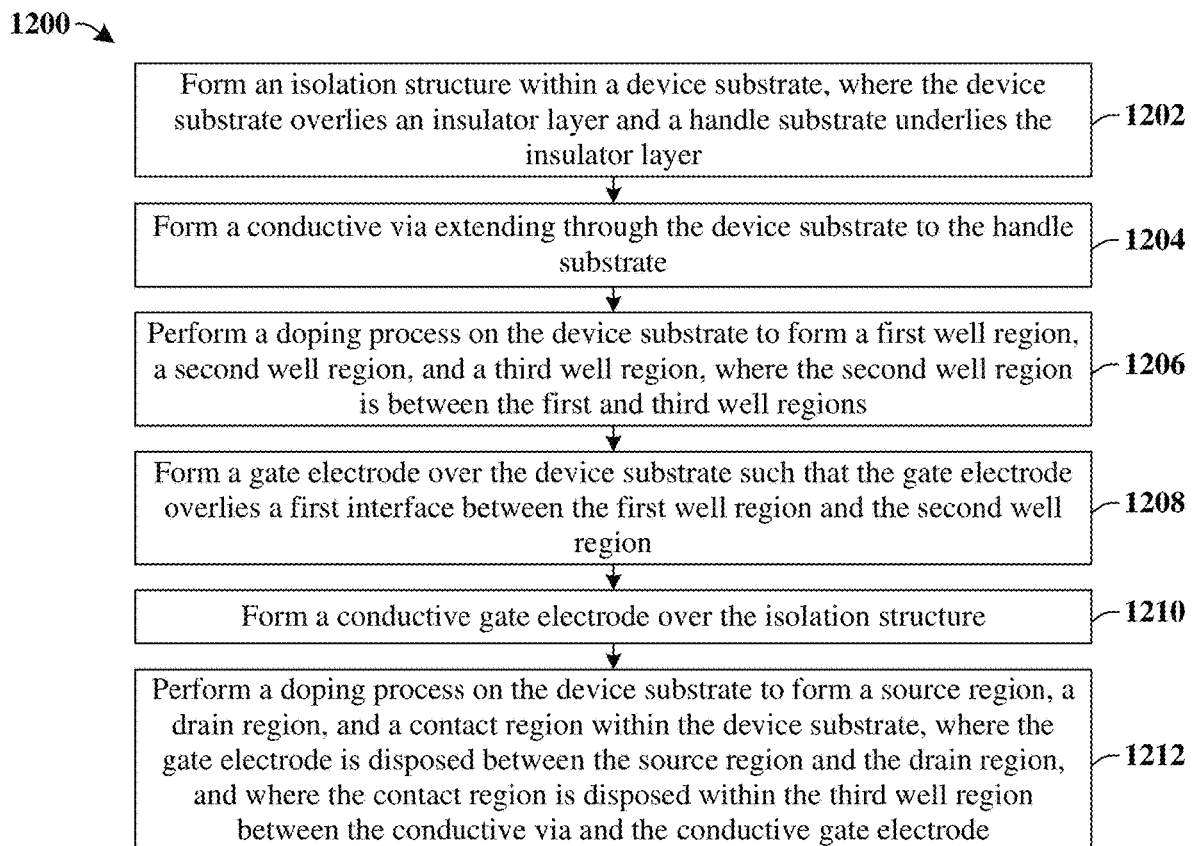 1200
Form an isolation structure within a device substrate, where the device
substrate overlies an insulator layer and a handle substrate underlies the
insulator layer
1202
Form a conductive via extending through the device substrate to the handle
substrate
1204
Perform a doping process on the device substrate to form a first well region,
a second well region, and a third well region, where the second well region
is between the first and third well regions
1206
Form a gate electrode over the device substrate such that the gate electrode
overlies a first interface between the first well region and the second well
region
1208
Form a conductive gate electrode over the isolation structure
1210
Perform a doping process on the device substrate to form a source region, a
drain region, and a contact region within the device substrate, where the
gate electrode is disposed between the source region and the drain region,
and where the contact region is disposed within the third well region
between the conductive via and the conductive gate electrode
1212